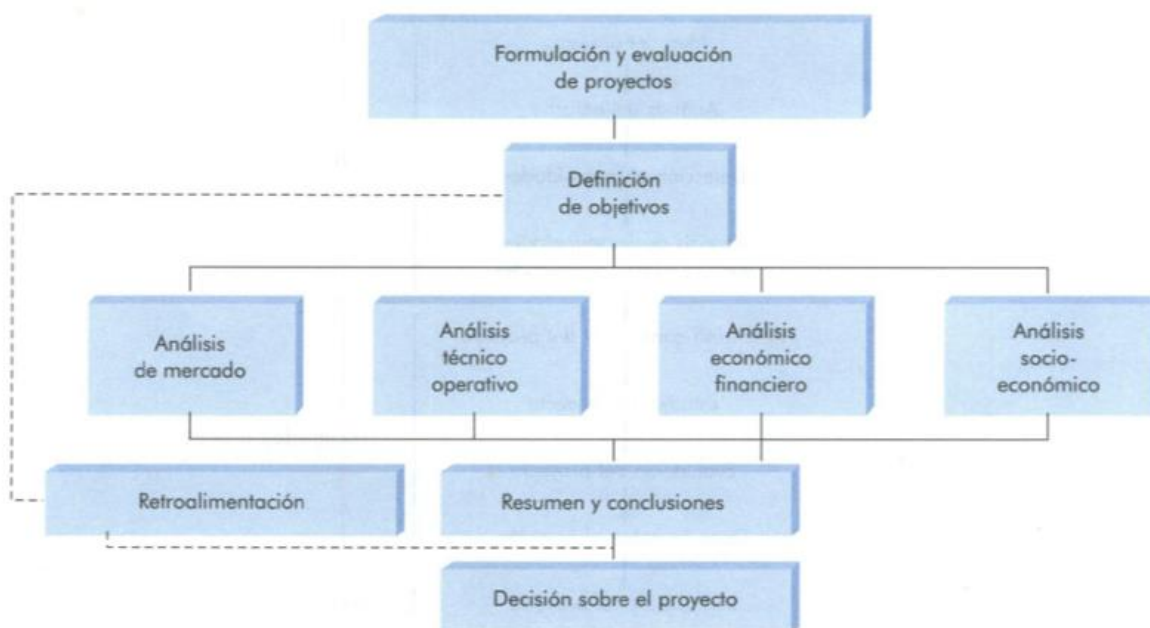 Formulación y evaluación
de proyectos
Definición
de objetivos
Análisis
de mercado
Análisis
técnico
operativo
Análisis
económico
financiero
Análisis
socio-
económico
Retroalimentación
Resumen y conclusiones
Decisión sobre el proyecto